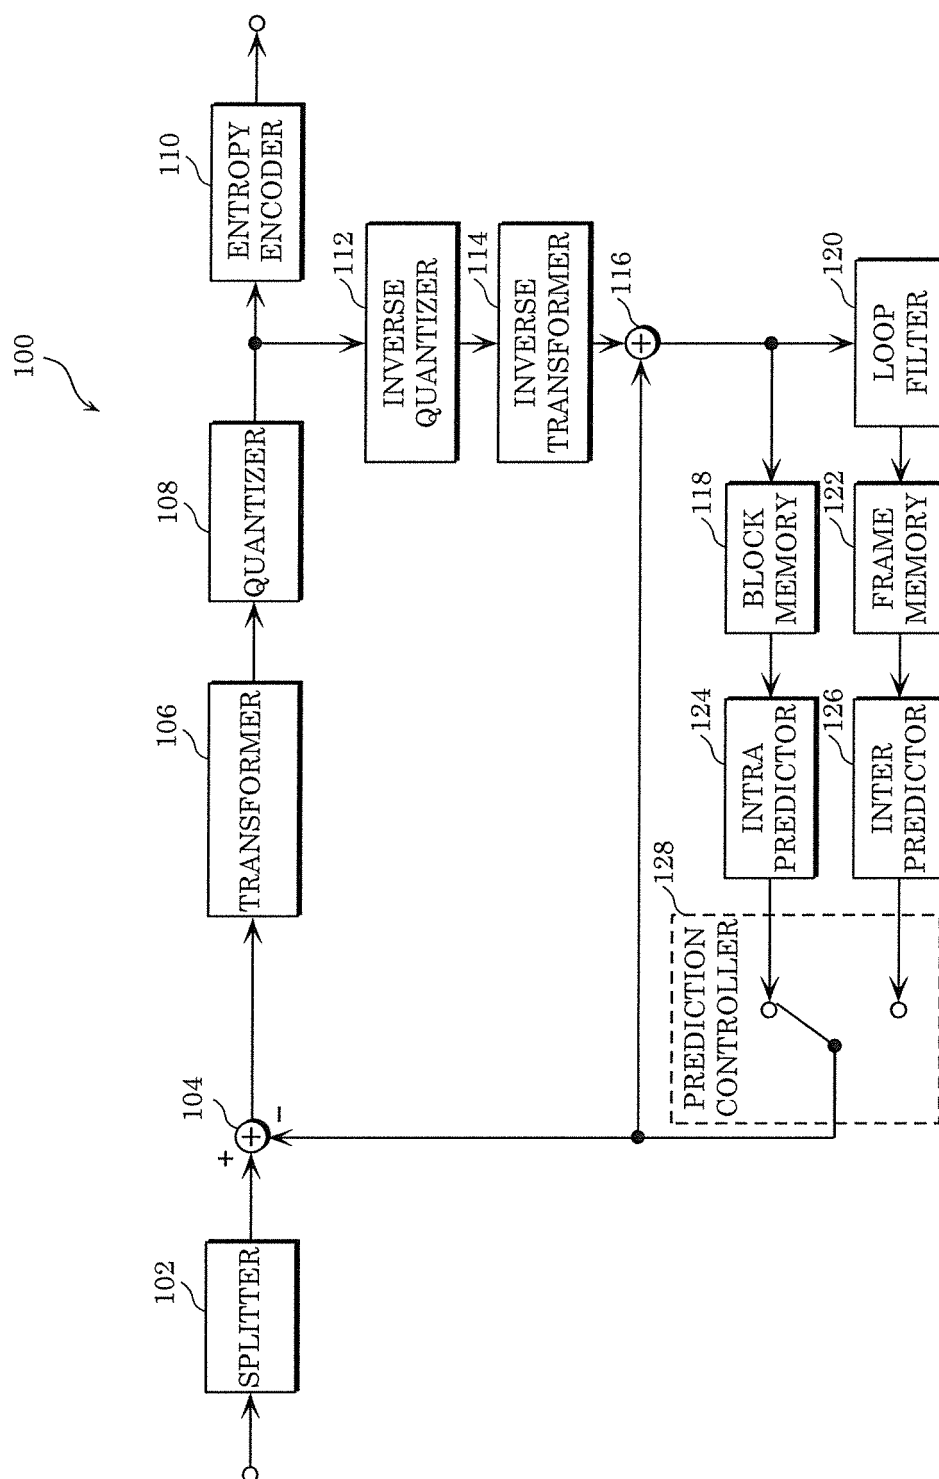 100
102
SPLITTER
104
+
−
106
TRANSFORMER
108
QUANTIZER
110
ENTROPY
ENCODER
112
INVERSE
QUANTIZER
114
INVERSE
TRANSFORMER
116
118
BLOCK
MEMORY
120
LOOP
FILTER
122
FRAME
MEMORY
124
INTRA
PREDICTOR
126
INTER
PREDICTOR
128
PREDICTION
CONTROLLER